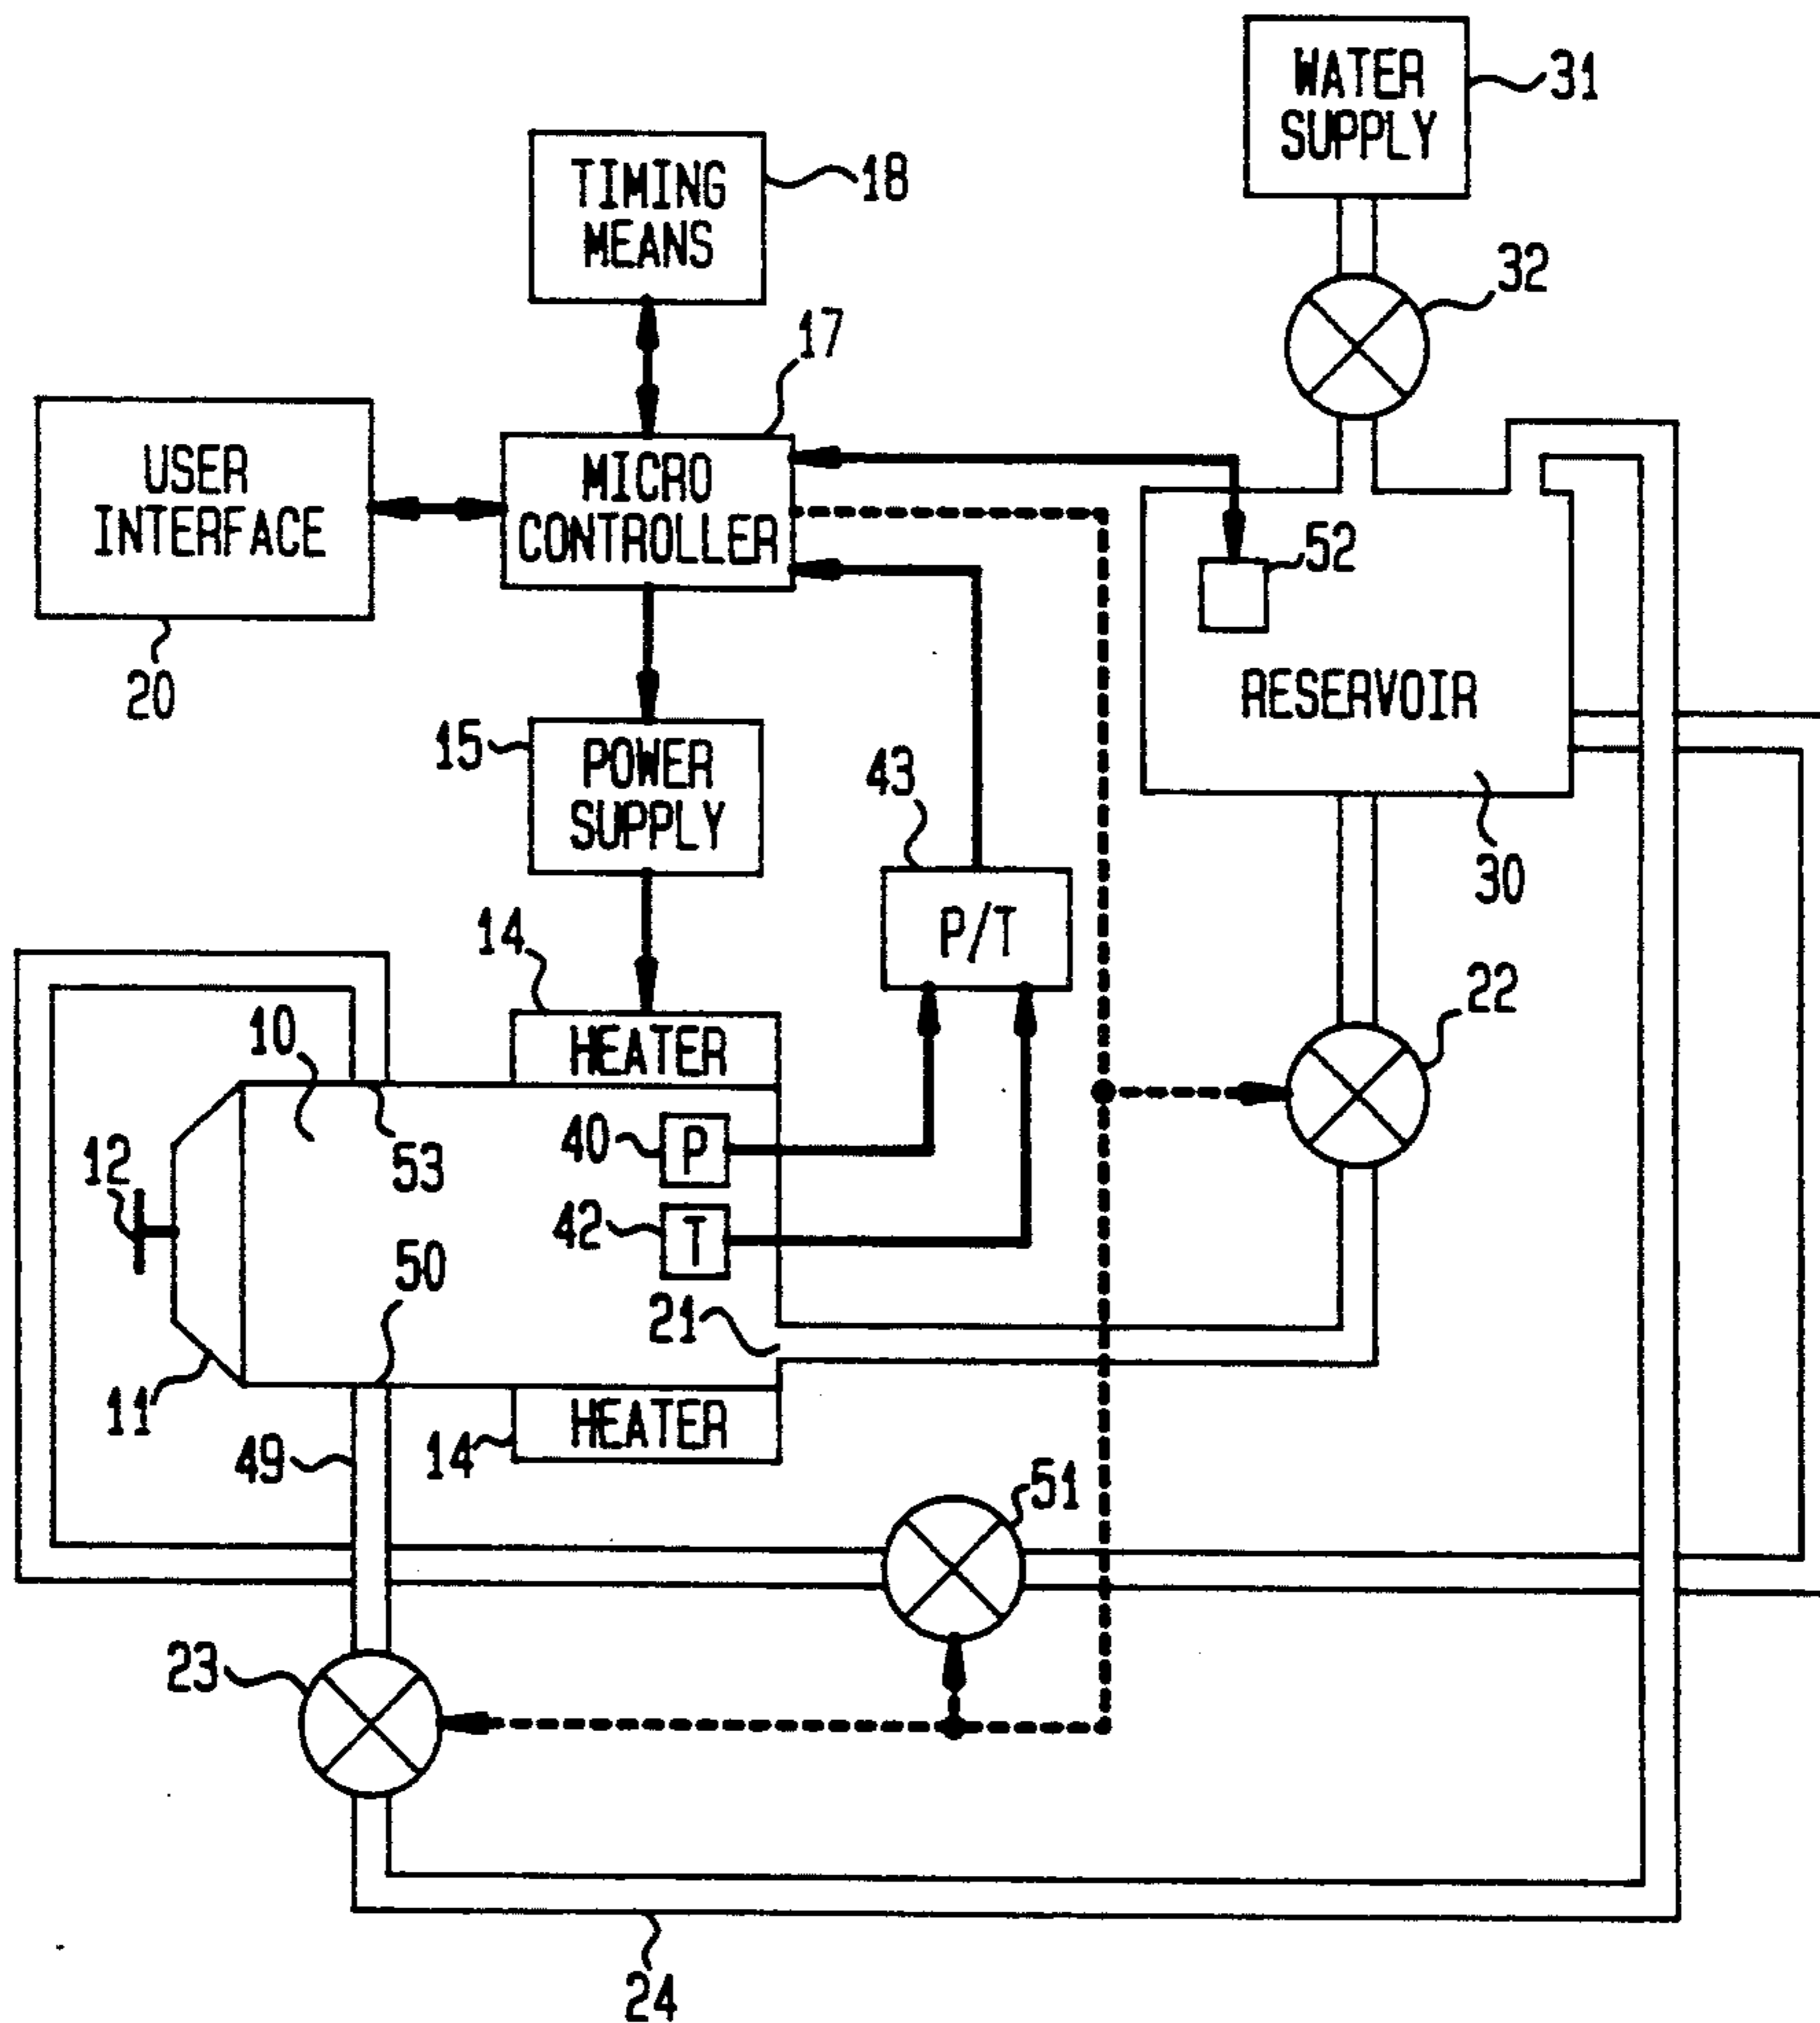 WATER
SUPPLY
31
TIMING
MEANS
18
32
17
USER
INTERFACE
MICRO
CONTROLLER
52
20
RESERVOIR
15
POWER
SUPPLY
43
30
14
P/T
22
HEATER
10
40
P
12
53
42
T
50
21
11
HEATER
49
14
51
23
24